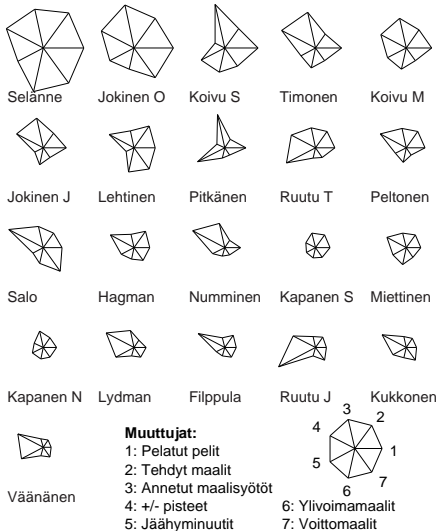 Selänne Jokinen O Koivu S Timonen Koivu M
Jokinen J Lehtinen Pitkänen Ruutu T Peltonen
Salo Hagman Numminen Kapanen S Miettinen
Kapanen N Lydman Filppula Ruutu J Kukkonen
Väänänen
Muuttujat:
1: Pelatut pelit
2: Tehdyt maalit
3: Annetut maalisyötöt
4: +/- pisteet
5: Jäähyminuutit
6: Ylivoimamaalit
7: Voittomaalit
3
4
2
1
5
7
6